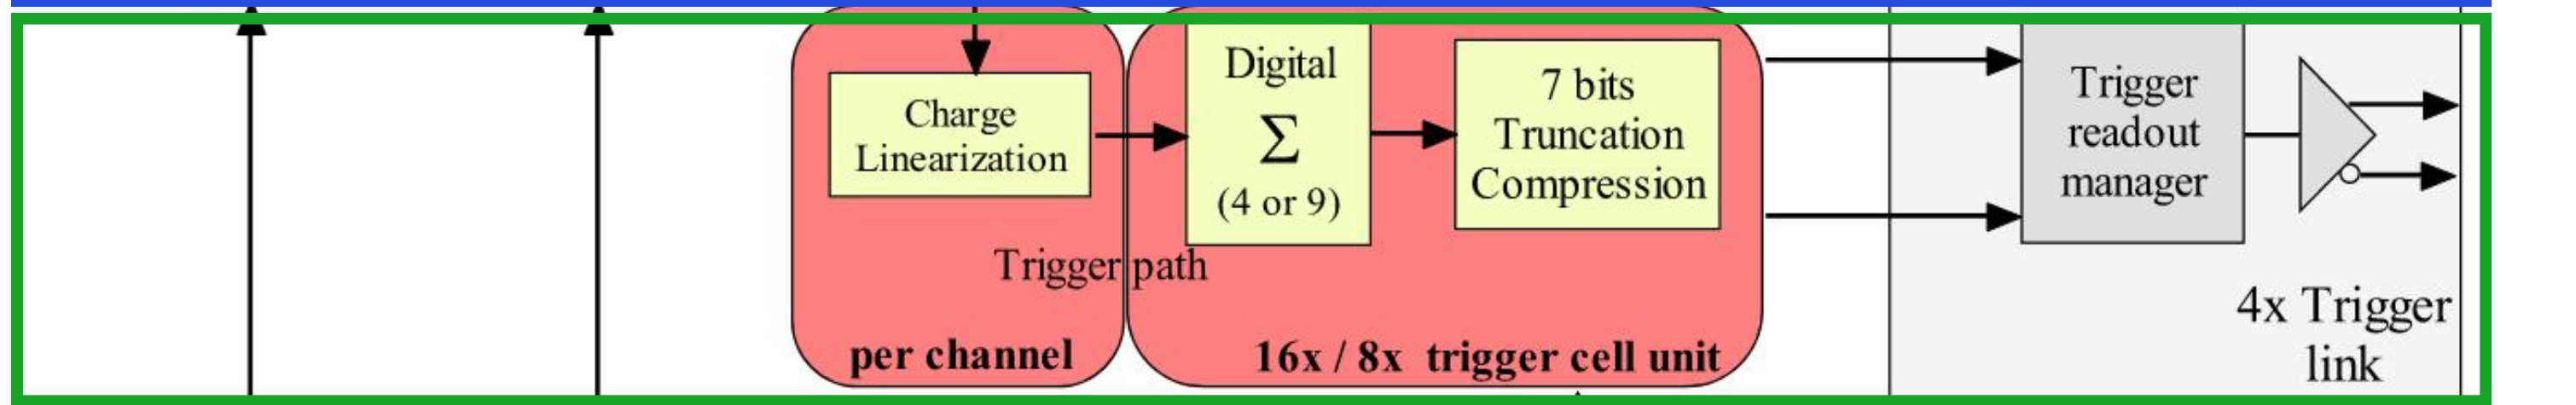 Charge
Linearization
Digital
Σ
(4 or 9)
7 bits
Truncation
Compression
Trigger path
per channel
16x / 8x trigger cell unit
Trigger
readout
manager
4x Trigger
link